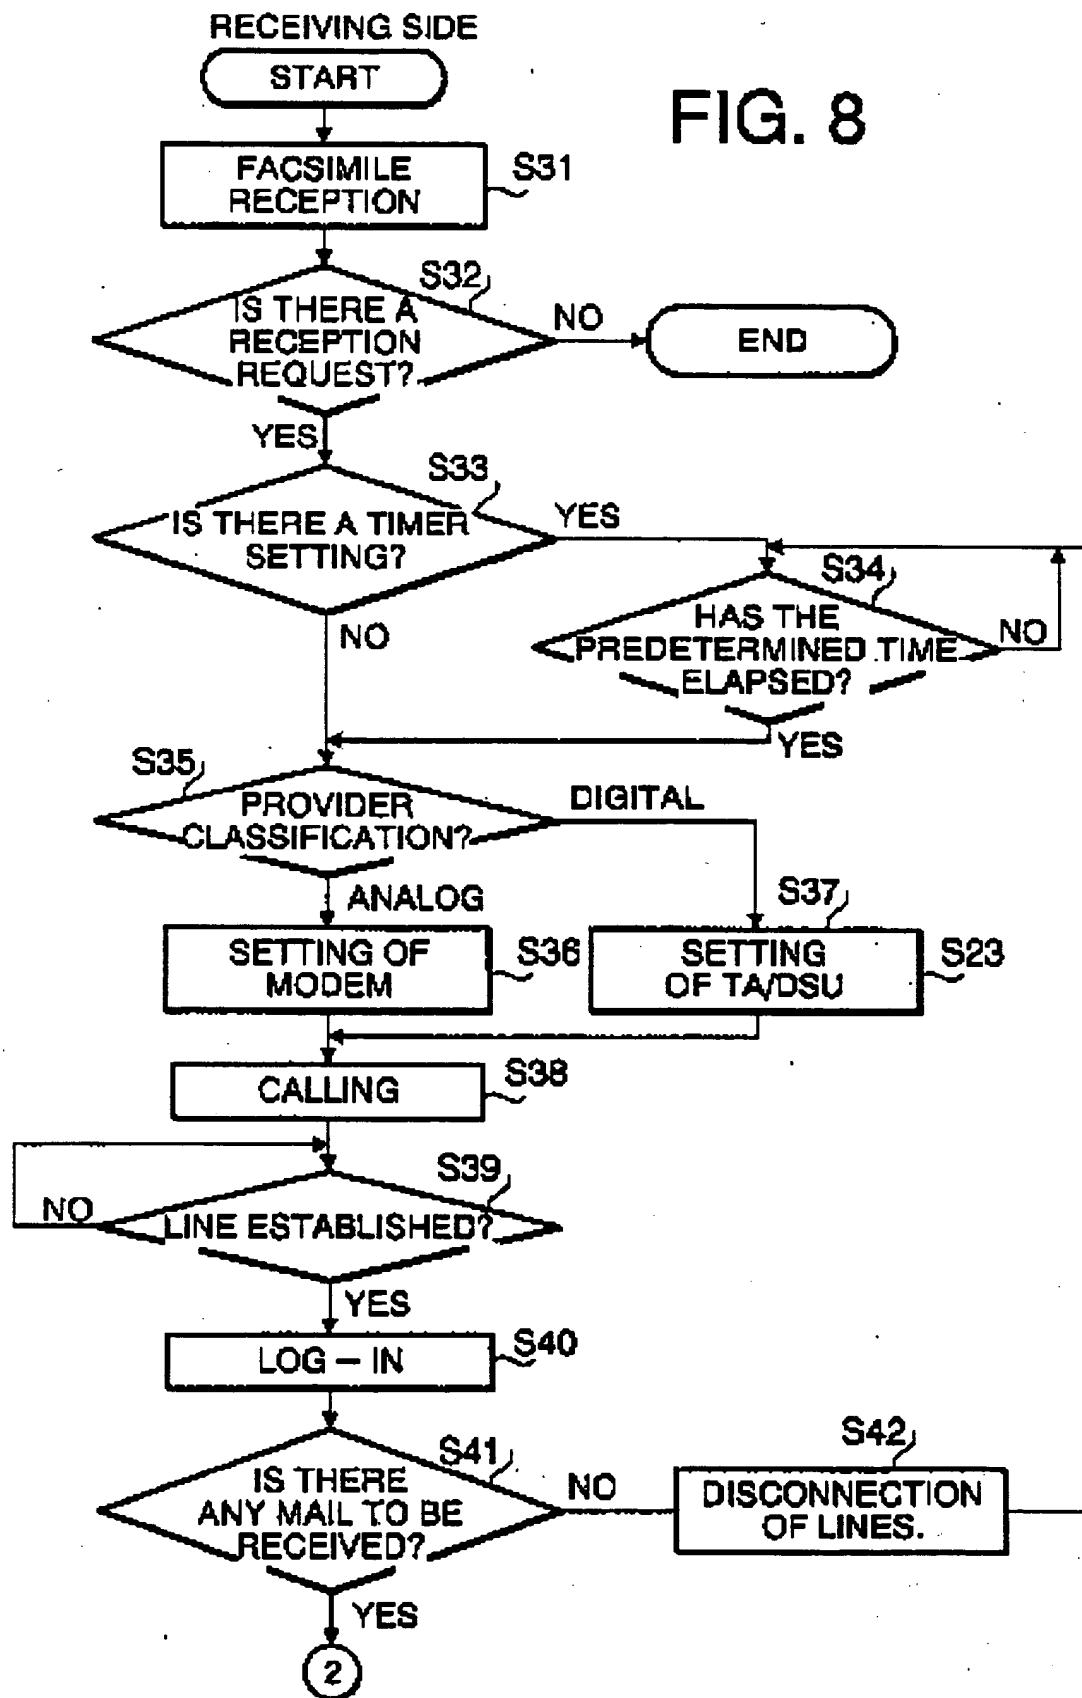 RECEIVING SIDE
START
FIG. 8
FACSIMILE
RECEPTION
S31
S32
IS THERE A
RECEPTION
REQUEST?
NO
END
YES
S33
IS THERE A TIMER
SETTING?
YES
NO
S34
HAS THE
PREDETERMINED TIME
ELAPSED?
NO
YES
S35
PROVIDER
CLASSIFICATION?
DIGITAL
ANALOG
SETTING OF
MODEM
S36
S37
SETTING
OF TA/DSU
S23
CALLING
S38
S39
LINE ESTABLISHED?
NO
YES
LOG – IN
S40
S41
IS THERE
ANY MAIL TO BE
RECEIVED?
NO
S42
DISCONNECTION
OF LINES.
YES
2